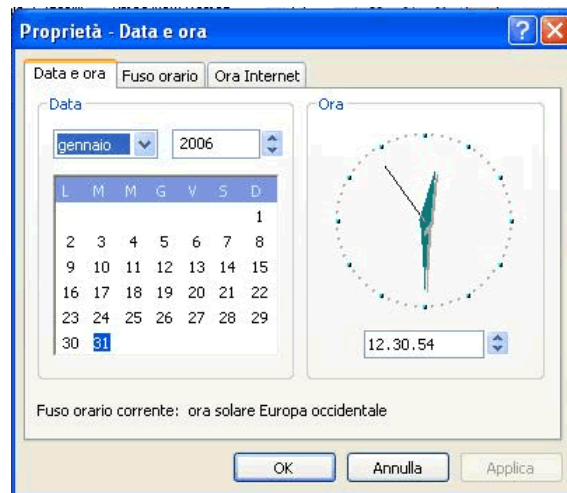 Proprietà - Data e ora
Data e ora Fuso orario Ora Internet
Data
gennaio 2006
L M M G V S D
1
2 3 4 5 6 7 8
9 10 11 12 13 14 15
16 17 18 19 20 21 22
23 24 25 26 27 28 29
30 31
Ora
12.30.54
Fuso orario corrente: ora solare Europa occidentale
OK Annulla Applica